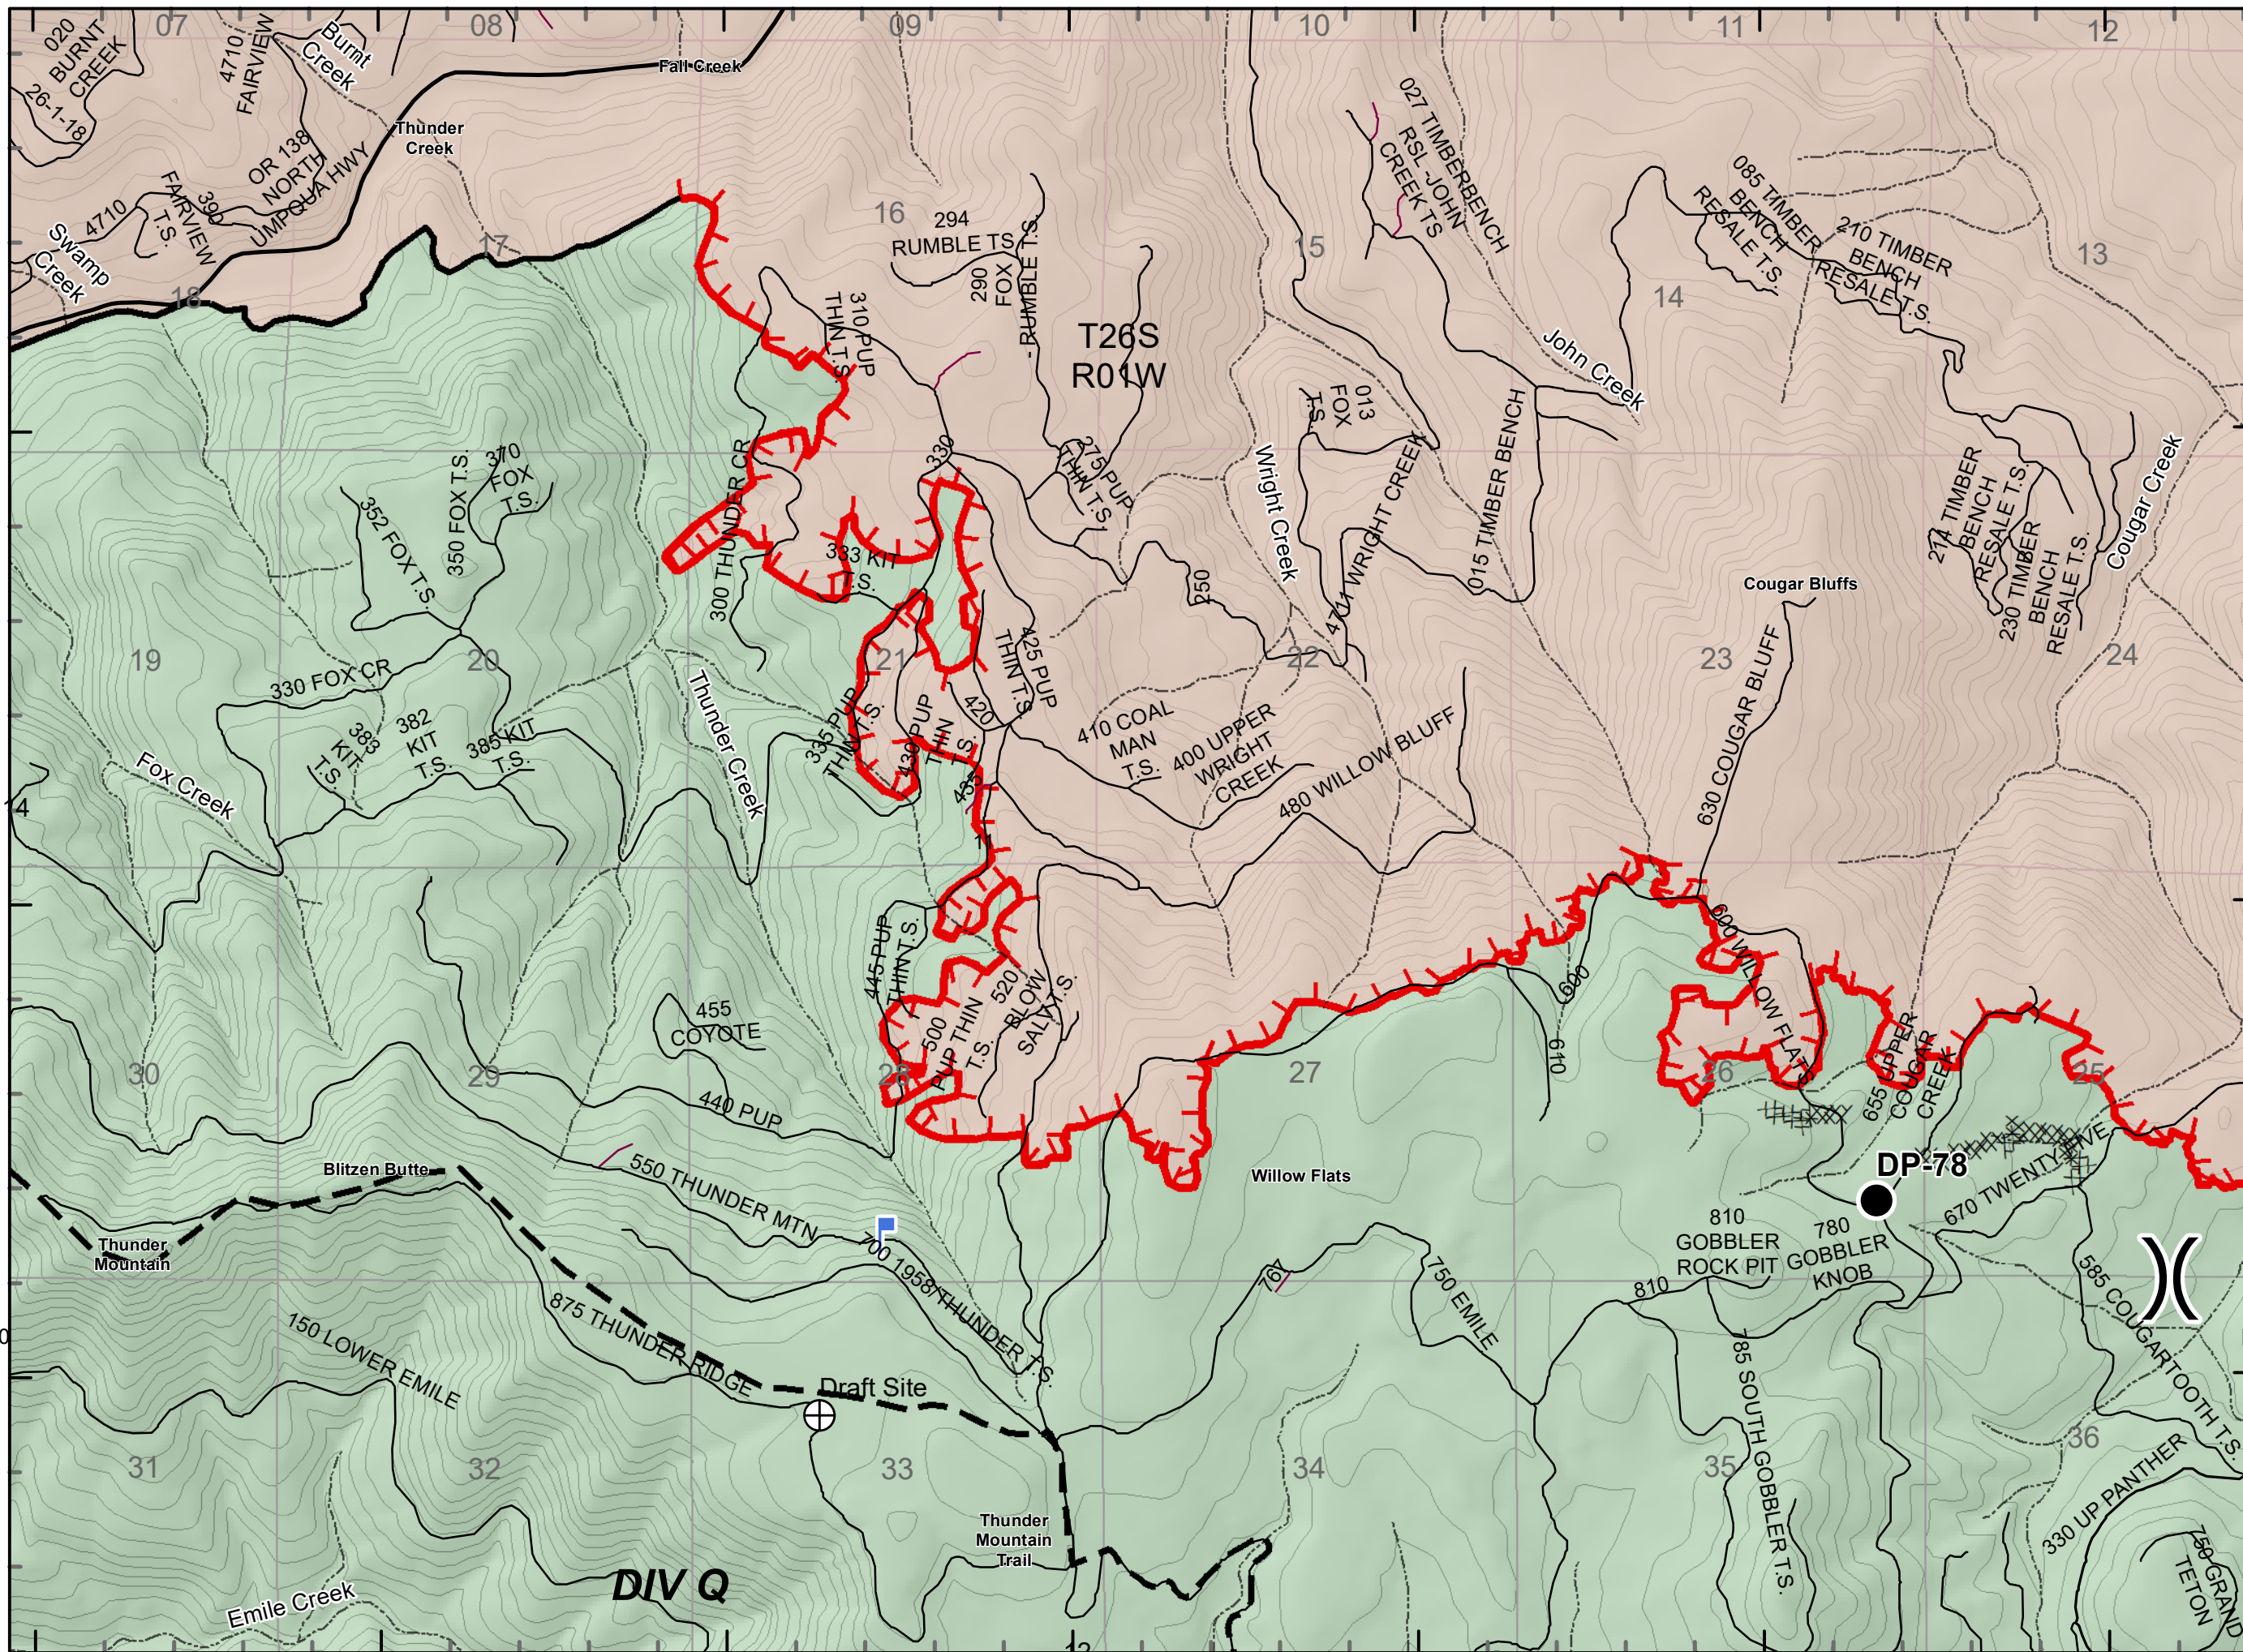 07
08
09
10
11
12
020
BURNT
CREEK
26-1-18
4710
FAIRVIEW
Burnt
Creek
Fall Creek
Thunder
Creek
OR 138
NORTH
UMPQUA HWY
4710
FAIRVIEW
T.S.
390
Swamp
Creek
18
17
16
294
RUMBLE TS
290
FOX
- RUMBLE T.S.
310 PUP
THIN T.S.
T26S
R01W
15
027 TIMBERBENCH
RSL -JOHN
CREEK TS
14
085 TIMBER
BENCH
RESALE T.S.
210 TIMBER
BENCH
RESALE T.S.
13
John Creek
013
FOX
T.S.
Wright Creek
4711 WRIGHT CREEK
015 TIMBER BENCH
330
275 PUP
THIN T.S.
250
Cougar Bluffs
214 TIMBER
BENCH
RESALE T.S.
230 TIMBER
BENCH
RESALE T.S.
Cougar Creek
352 FOX T.S.
350 FOX T.S.
370
FOX
T.S.
300 THUNDER CR
333 KIT
T.S.
19
20
21
22
23
24
330 FOX CR
383
KIT
T.S.
382
KIT
T.S.
385 KIT
T.S.
Fox Creek
Thunder Creek
335 PUP
THIN T.S.
430 PUP
THIN
T.S.
420
425 PUP
THIN T.S.
435
11
410 COAL
MAN
T.S.
400 UPPER
WRIGHT
CREEK
480 WILLOW BLUFF
630 COUGAR BLUFF
14
445 PUP
THIN T.S.
455
COYOTE
440 PUP
500
PUP THIN
T.S.
520
BLOW
SALV T.S.
600
610
600 WILLOW FLATS
655 UPPER
COUGAR
CREEK
30
29
28
27
26
25
Blitzen Butte
Thunder
Mountain
550 THUNDER MTN
700 1958/THUNDER T.S.
Willow Flats
DP-78
670 TWENTY FIVE
810
GOBBLER
ROCK PIT
780
GOBBLER
KNOB
810
767
750 EMILE
585 COUGARTOOTH T.S.
)(
0
150 LOWER EMILE
875 THUNDER RIDGE
Draft Site
785 SOUTH GOBBLER T.S.
31
32
33
34
35
36
330 UP PANTHER
750 GRAND
TETON
Thunder
Mountain
Trail
DIV Q
Emile Creek